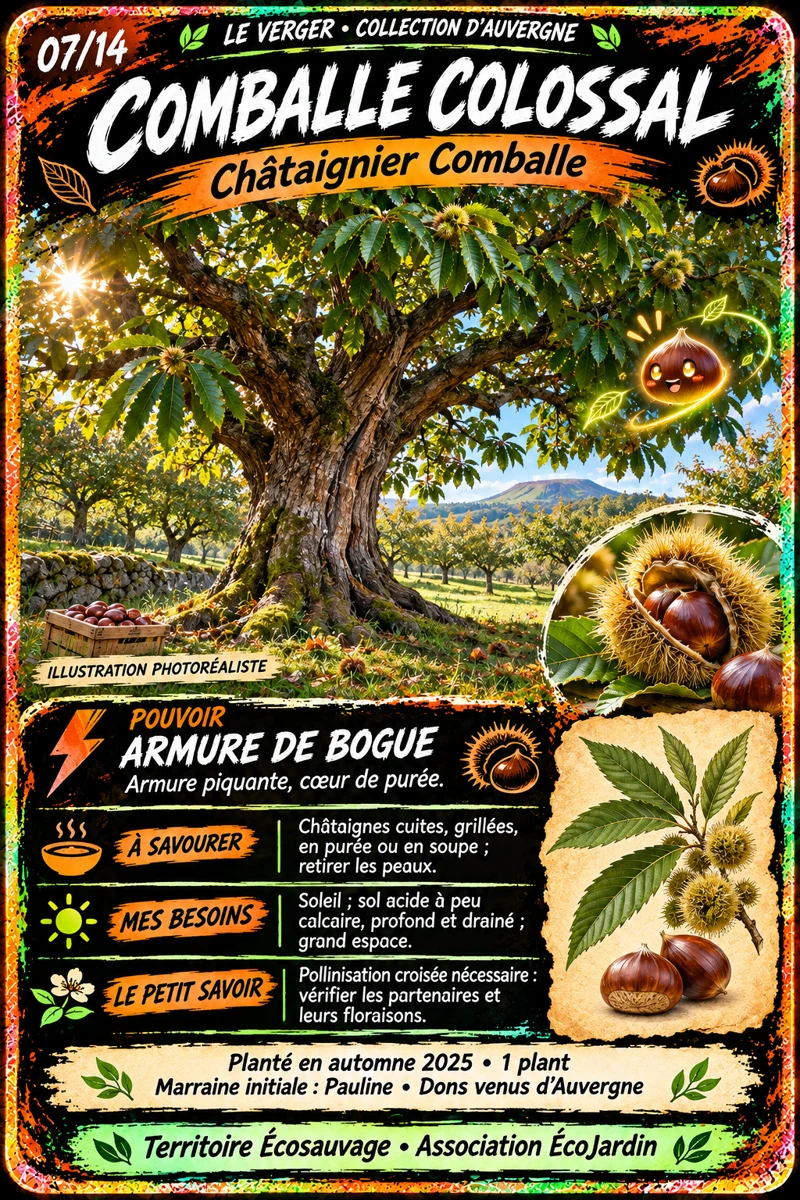 07/14
LE VERGER • COLLECTION D'AUVERGNE
COMBALLE COLOSSAL
Châtaignier Comballe
ILLUSTRATION PHOTORÉALISTE
POUVOIR
ARMURE DE BOGUE
Armure piquante, cœur de purée.
À SAVOURER
Châtaignes cuites, grillées,
en purée ou en soupe ;
retirer les peaux.
MES BESOINS
Soleil ; sol acide à peu
calcaire, profond et drainé ;
grand espace.
LE PETIT SAVOIR
Pollinisation croisée nécessaire :
vérifier les partenaires et
leurs floraisons.
Planté en automne 2025 • 1 plant
Marraine initiale : Pauline • Dons venus d'Auvergne
Territoire Écosauvage • Association ÉcoJardin